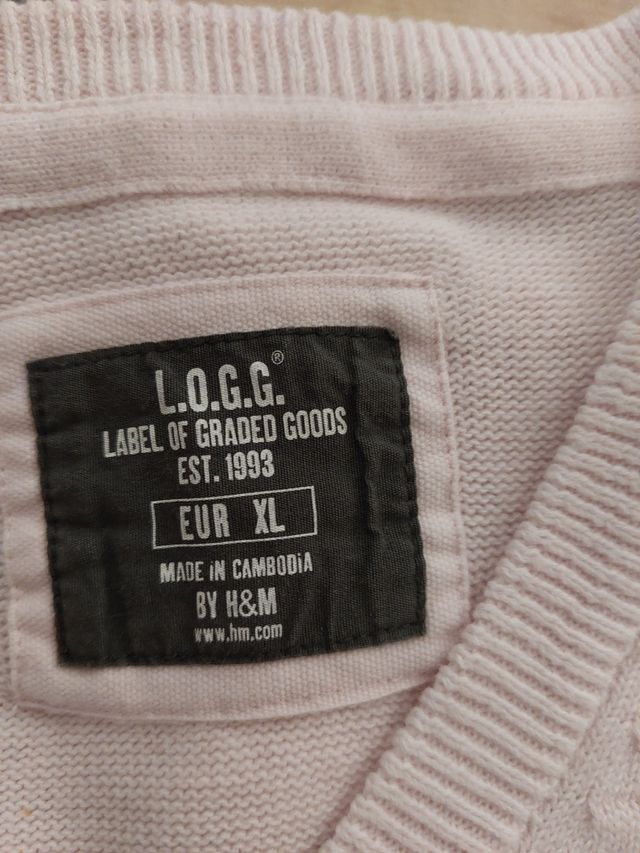 L.O.G.G.®
LABEL OF GRADED GOODS
EST. 1993
EUR XL
MADE IN CAMBODIA
BY H&M
www.hm.com